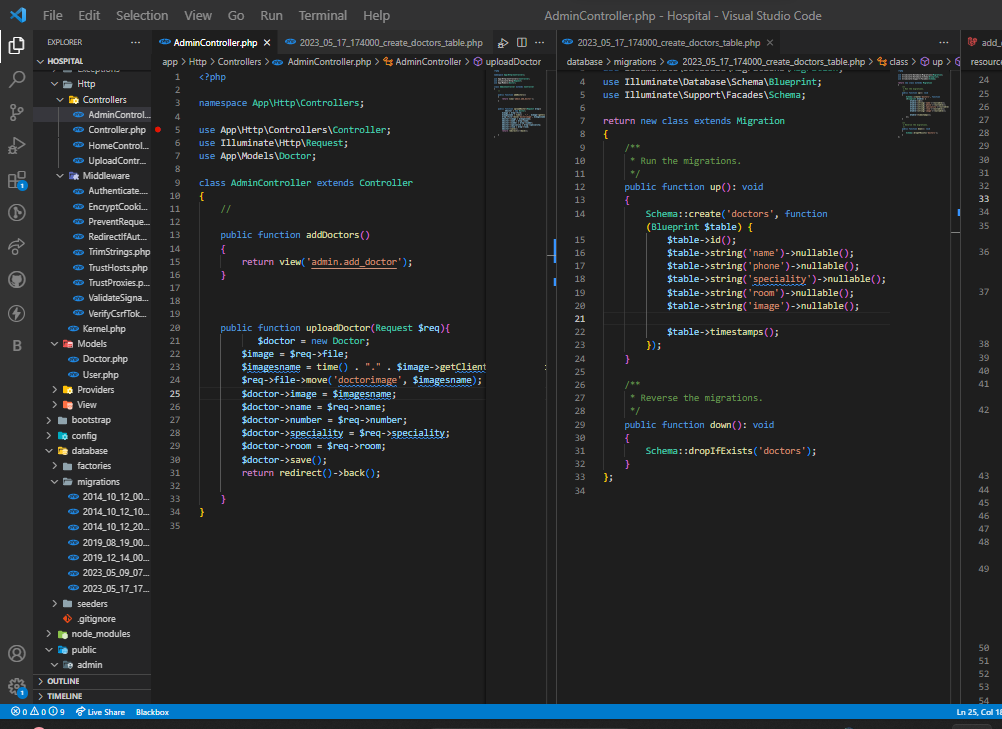 File Edit Selection View Go Run Terminal Help AdminController.php - Hospital - Visual Studio Code
EXPLORER ...
HOSPITAL
Exceptions
Http
Controllers
AdminControl...
Controller.php
HomeControl...
UploadContr...
Middleware
Authenticate....
EncryptCooki...
PreventReque...
RedirectIfAut...
TrimStrings.php
TrustHosts.php
TrustProxies.p...
ValidateSigna...
VerifyCsrfTok...
Kernel.php
Models
Doctor.php
User.php
Providers
View
bootstrap
config
database
factories
migrations
2014_10_12_00...
2014_10_12_10...
2014_10_12_20...
2019_08_19_00...
2019_12_14_00...
2023_05_09_07...
2023_05_17_17...
seeders
.gitignore
node_modules
public
admin
OUTLINE
TIMELINE
AdminController.php 2023_05_17_174000_create_doctors_table.php ...
app > Http > Controllers > AdminController.php > AdminController > uploadDoctor
1 <?php
2
3 namespace App\Http\Controllers;
4
5 use App\Http\Controllers\Controller;
6 use Illuminate\Http\Request;
7 use App\Models\Doctor;
8
9 class AdminController extends Controller
10 {
11 //
12
13 public function addDoctors()
14 {
15 return view('admin.add_doctor');
16 }
17
18
19
20 public function uploadDoctor(Request $req){
21 $doctor = new Doctor;
22 $image = $req->file;
23 $imagesname = time() . "." . $image->getClient
24 $req->file->move('doctorimage', $imagesname);
25 $doctor->image = $imagesname;
26 $doctor->name = $req->name;
27 $doctor->number = $req->number;
28 $doctor->speciality = $req->speciality;
29 $doctor->room = $req->room;
30 $doctor->save();
31 return redirect()->back();
32
33 }
34 }
35
2023_05_17_174000_create_doctors_table.php ...
database > migrations > 2023_05_17_174000_create_doctors_table.php > class > up >
4 use Illuminate\Database\Schema\Blueprint;
5 use Illuminate\Support\Facades\Schema;
6
7 return new class extends Migration
8 {
9 /**
10 * Run the migrations.
11 */
12 public function up(): void
13 {
14 Schema::create('doctors', function
(Blueprint $table) {
15 $table->id();
16 $table->string('name')->nullable();
17 $table->string('phone')->nullable();
18 $table->string('speciality')->nullable();
19 $table->string('room')->nullable();
20 $table->string('image')->nullable();
21
22 $table->timestamps();
23 });
24 }
25
26 /**
27 * Reverse the migrations.
28 */
29 public function down(): void
30 {
31 Schema::dropIfExists('doctors');
32 }
33 };
34
add_
resource
24
25
26
27
28
29
30
31
32
33
34
35
36
37
38
39
40
41
42
43
44
45
46
47
48
49
50
51
52
53
54
1
B
1
0 0 9 Live Share Blackbox Ln 25, Col 18